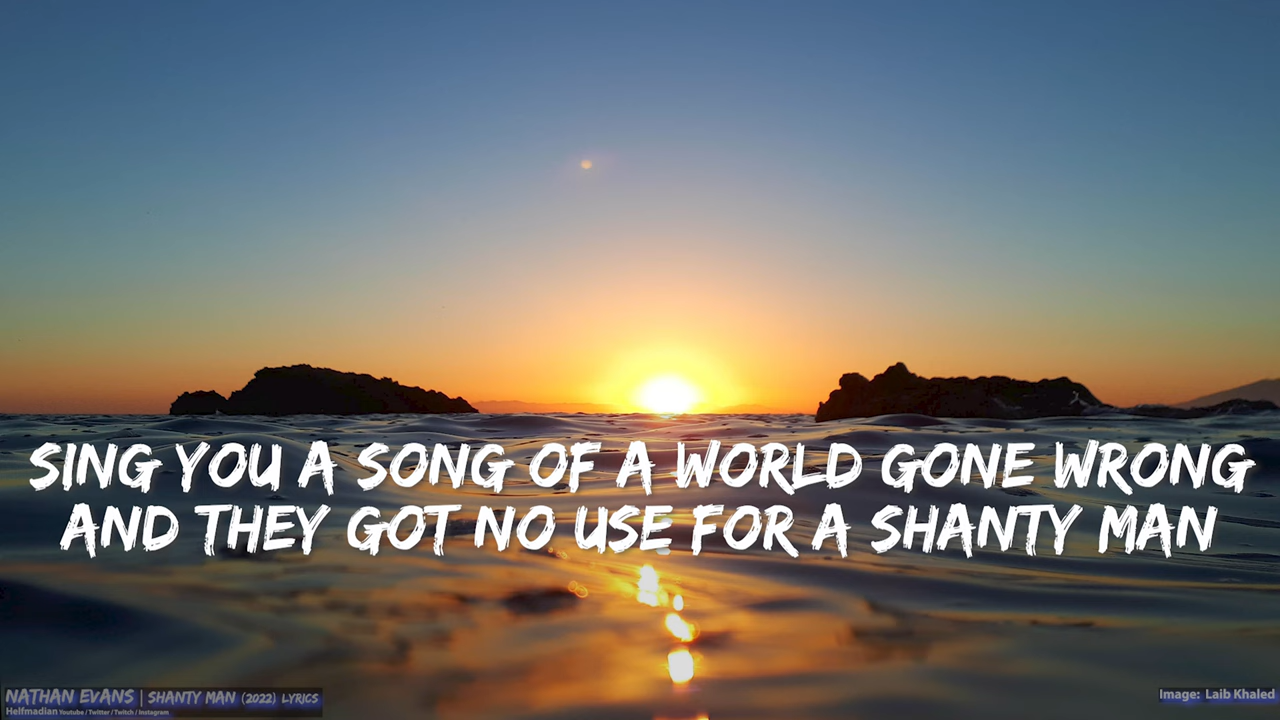 SING YOU A SONG OF A WORLD GONE WRONG
AND THEY GOT NO USE FOR A SHANTY MAN
NATHAN EVANS | SHANTY MAN (2022) LYRICS
Helfmadian Youtube / Twitter / Twitch / Instagram
Image: Laib Khaled